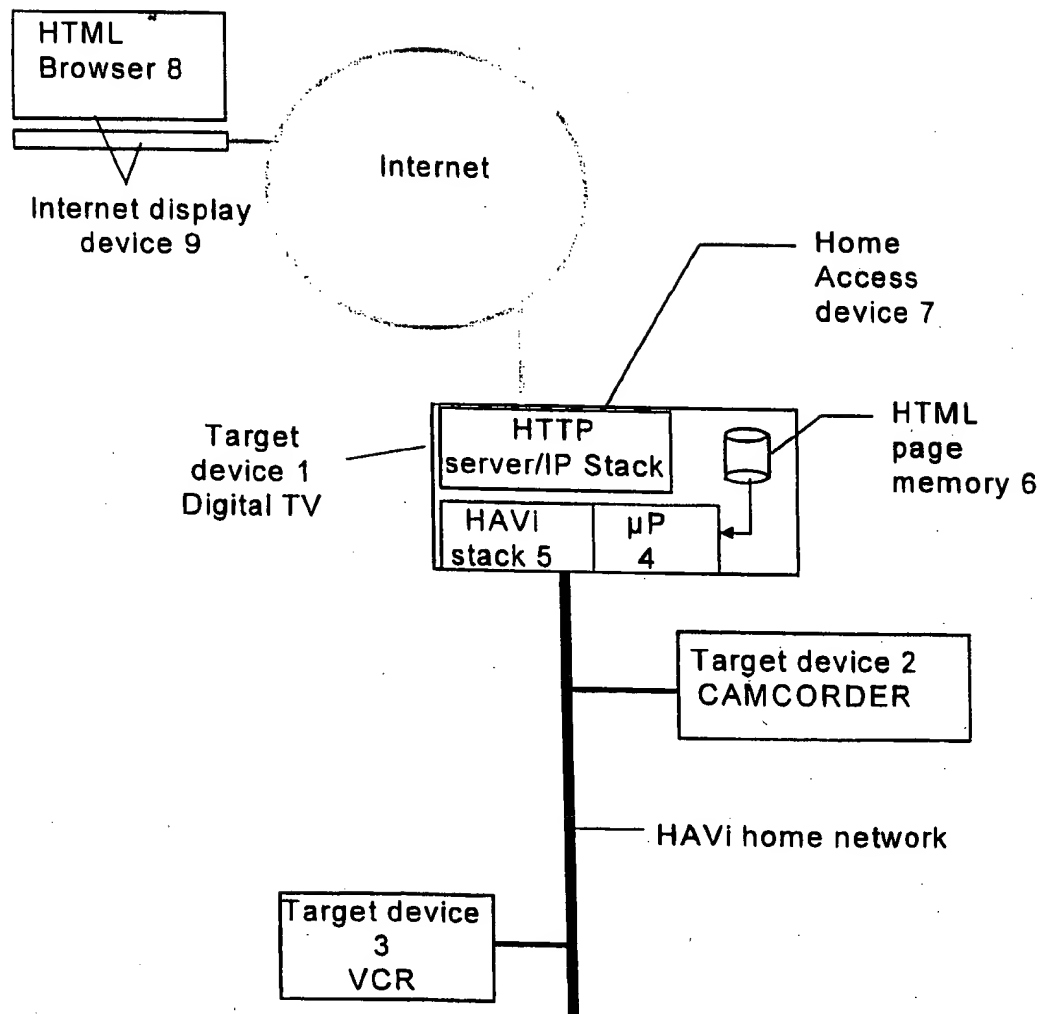 HTML
Browser 8
Internet
Internet display
device 9
Home
Access
device 7
Target
device 1
Digital TV
HTTP
server/IP Stack
HTML
page
memory 6
HAVi
stack 5
µP
4
Target device 2
CAMCORDER
HAVi home network
Target device
3
VCR